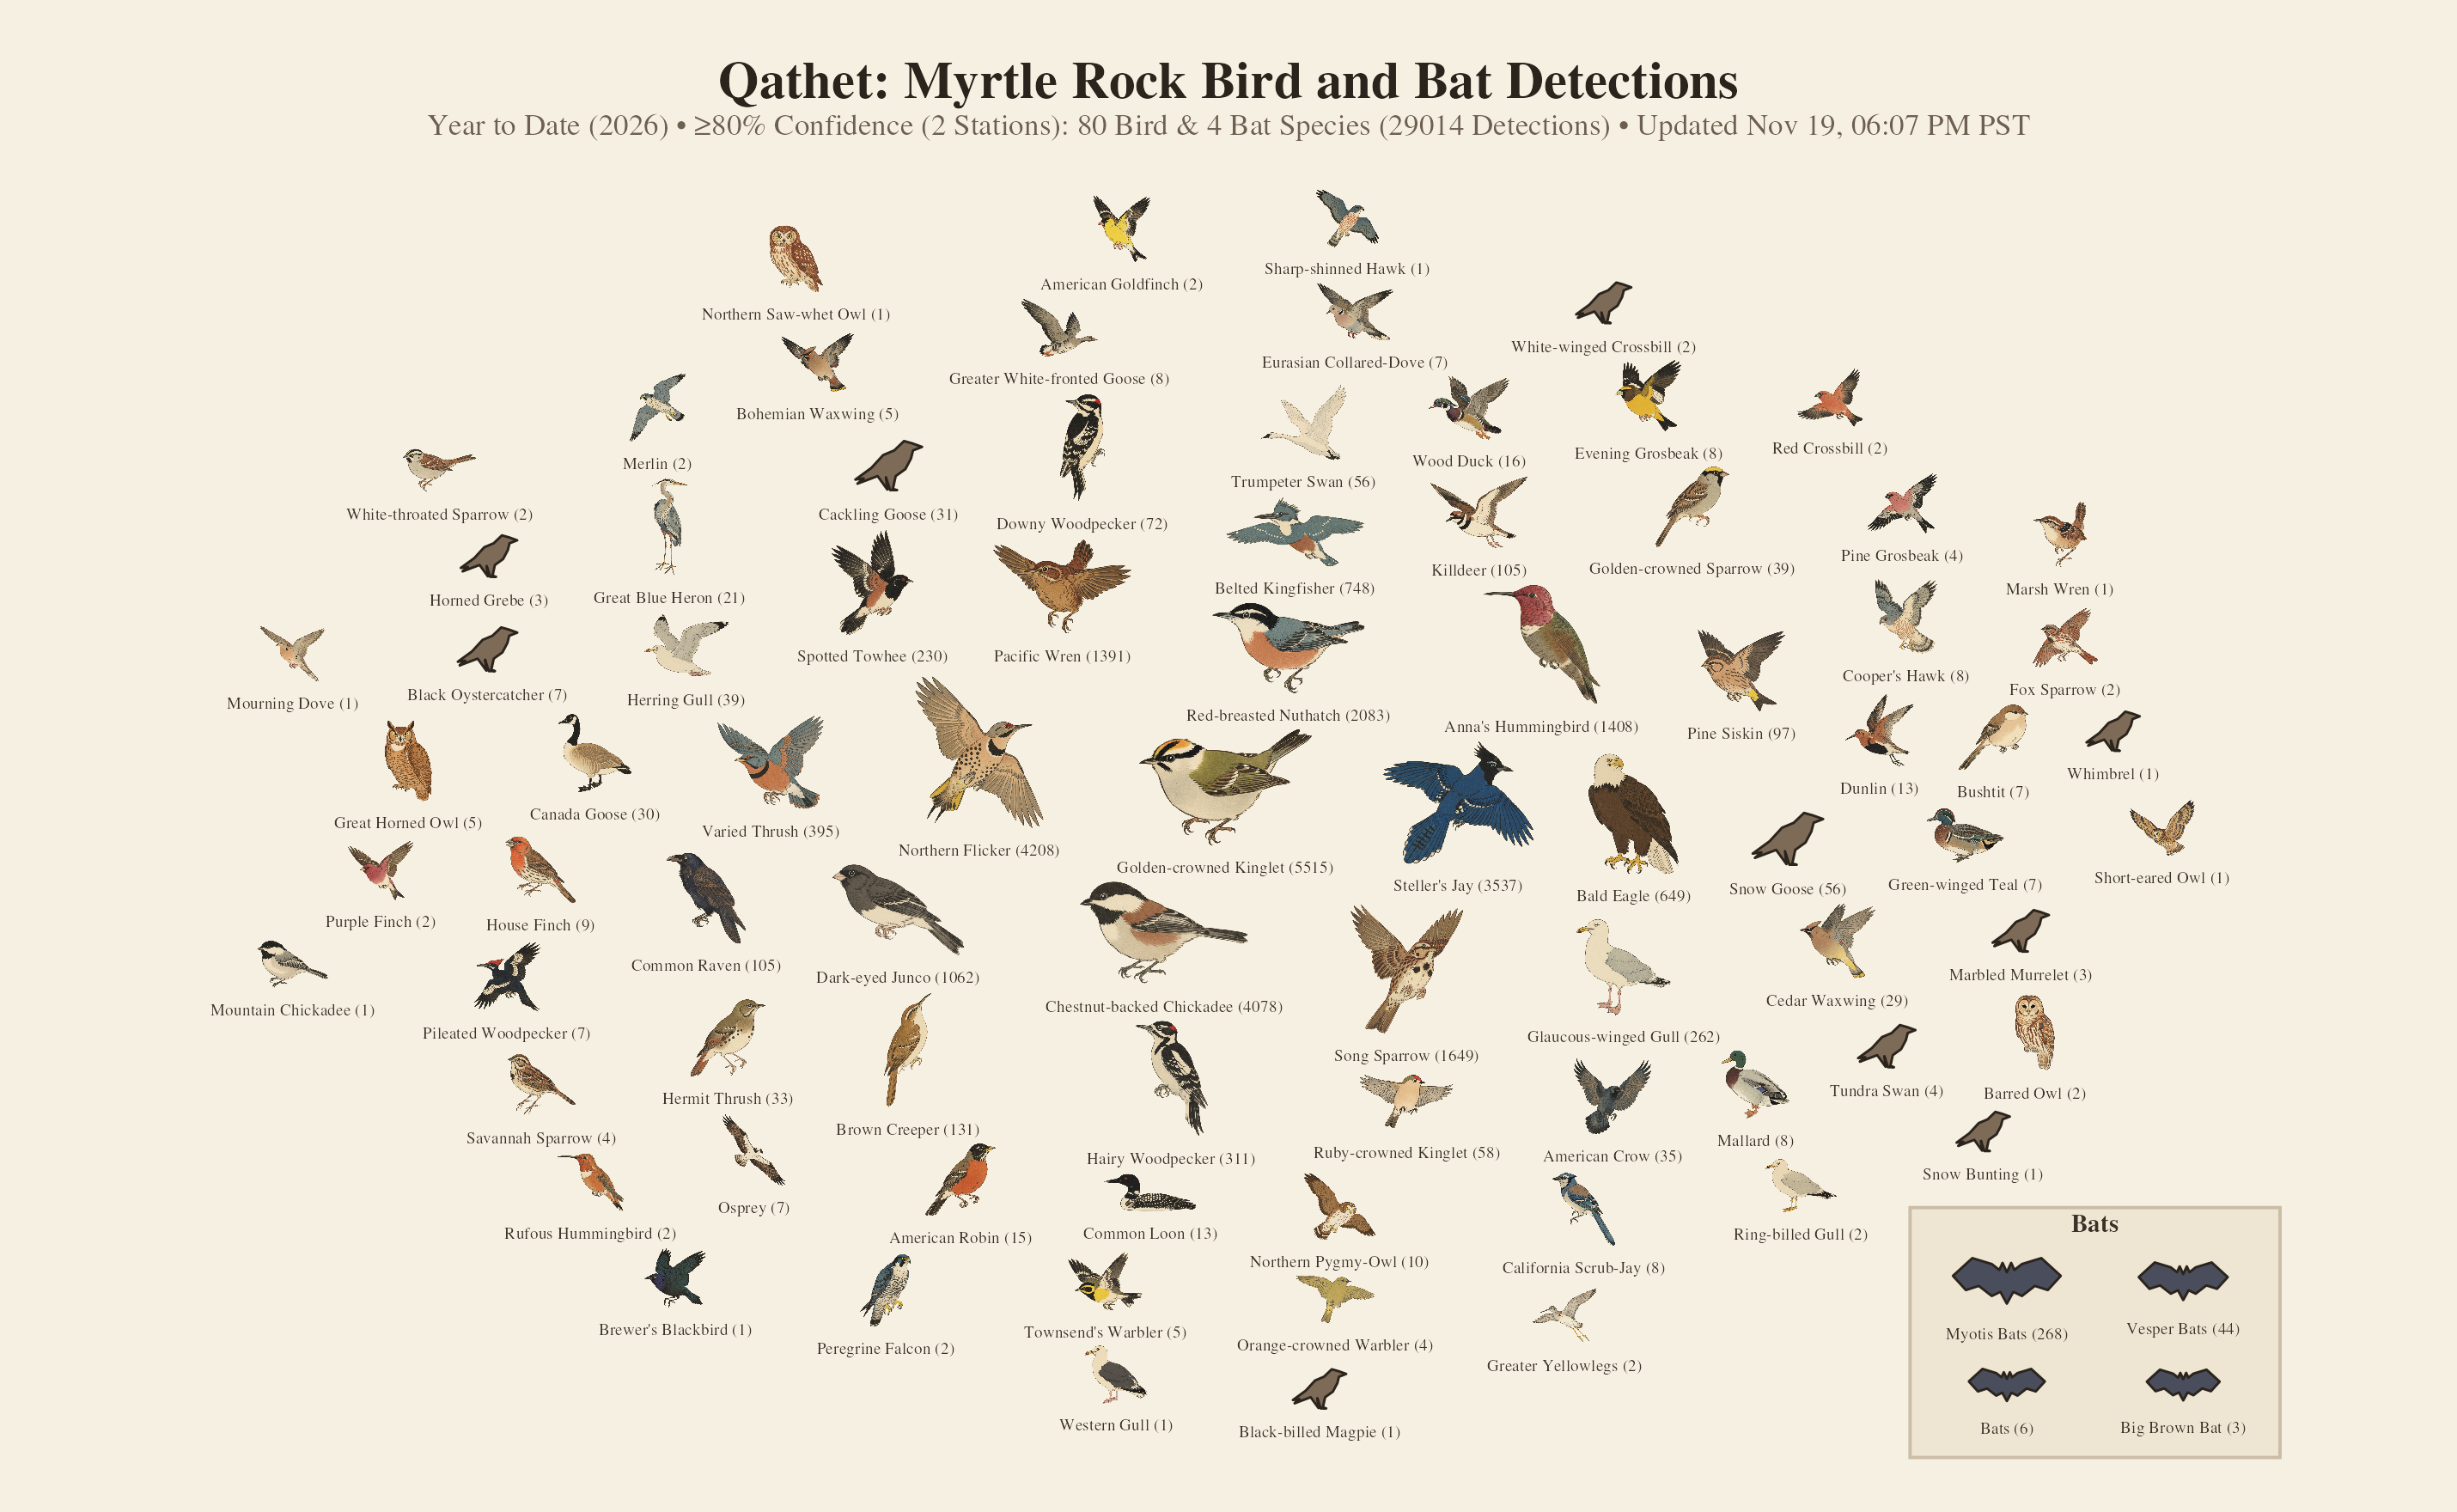 Qathet: Myrtle Rock Bird and Bat Detections
Year to Date (2026) • ≥80% Confidence (2 Stations): 80 Bird & 4 Bat Species (29014 Detections) • Updated Nov 19, 06:07 PM PST
Sharp-shinned Hawk (1)
American Goldfinch (2)
Northern Saw-whet Owl (1)
White-winged Crossbill (2)
Eurasian Collared-Dove (7)
Greater White-fronted Goose (8)
Bohemian Waxwing (5)
Red Crossbill (2)
Evening Grosbeak (8)
Wood Duck (16)
Merlin (2)
Trumpeter Swan (56)
White-throated Sparrow (2)
Cackling Goose (31)
Downy Woodpecker (72)
Pine Grosbeak (4)
Golden-crowned Sparrow (39)
Killdeer (105)
Belted Kingfisher (748)
Marsh Wren (1)
Great Blue Heron (21)
Horned Grebe (3)
Spotted Towhee (230)
Pacific Wren (1391)
Cooper's Hawk (8)
Fox Sparrow (2)
Black Oystercatcher (7)
Herring Gull (39)
Mourning Dove (1)
Red-breasted Nuthatch (2083)
Anna's Hummingbird (1408)
Pine Siskin (97)
Whimbrel (1)
Dunlin (13)
Bushtit (7)
Canada Goose (30)
Great Horned Owl (5)
Varied Thrush (395)
Northern Flicker (4208)
Golden-crowned Kinglet (5515)
Short-eared Owl (1)
Steller's Jay (3537)
Green-winged Teal (7)
Snow Goose (56)
Bald Eagle (649)
Purple Finch (2)
House Finch (9)
Common Raven (105)
Marbled Murrelet (3)
Dark-eyed Junco (1062)
Cedar Waxwing (29)
Chestnut-backed Chickadee (4078)
Mountain Chickadee (1)
Pileated Woodpecker (7)
Glaucous-winged Gull (262)
Song Sparrow (1649)
Tundra Swan (4)
Barred Owl (2)
Hermit Thrush (33)
Brown Creeper (131)
Savannah Sparrow (4)
Mallard (8)
Ruby-crowned Kinglet (58)
American Crow (35)
Hairy Woodpecker (311)
Snow Bunting (1)
Osprey (7)
Rufous Hummingbird (2)
Common Loon (13)
Ring-billed Gull (2)
American Robin (15)
Northern Pygmy-Owl (10)
California Scrub-Jay (8)
Brewer's Blackbird (1)
Townsend's Warbler (5)
Orange-crowned Warbler (4)
Peregrine Falcon (2)
Greater Yellowlegs (2)
Western Gull (1)
Black-billed Magpie (1)
Bats
Myotis Bats (268)
Vesper Bats (44)
Bats (6)
Big Brown Bat (3)